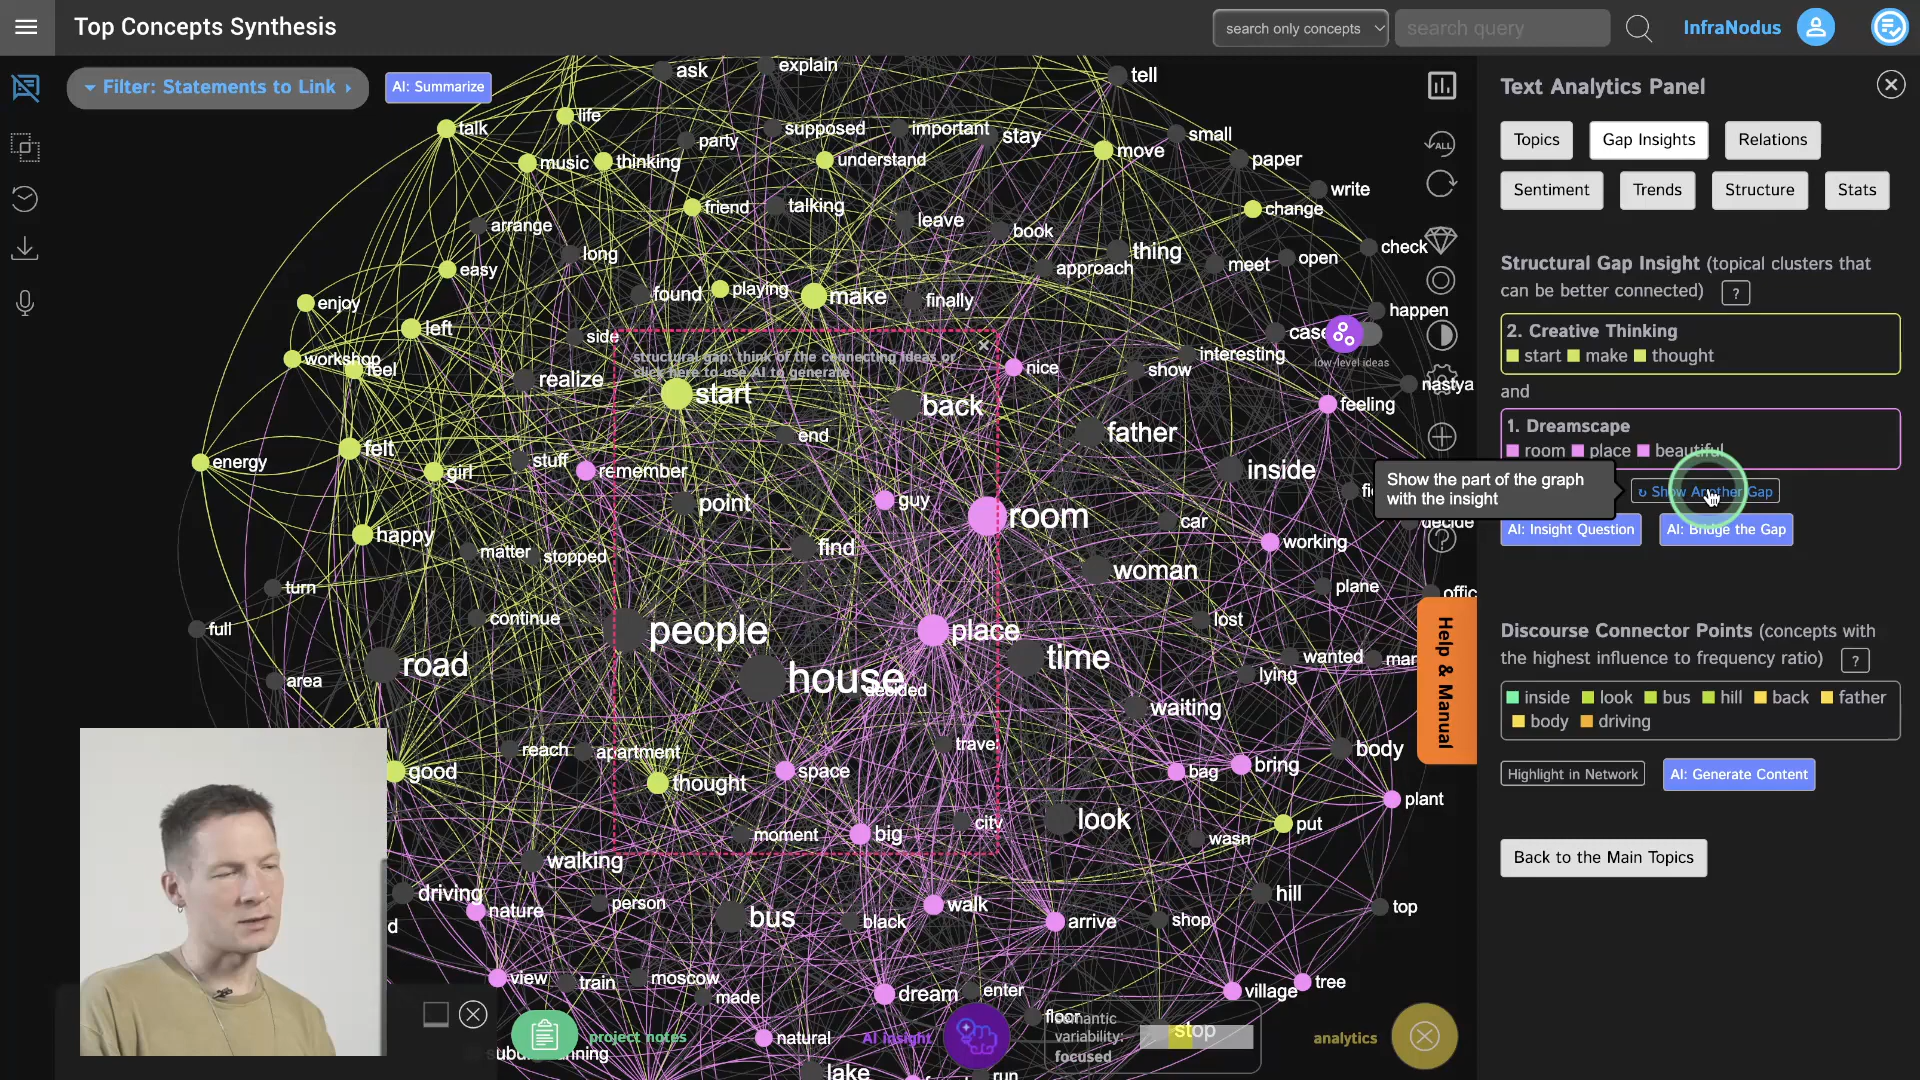 Top Concepts Synthesis
search only concepts
search query
InfraNodus
Filter: Statements to Link
AI: Summarize
ask
explain
tell
talk
life
party
supposed
important
stay
small
music
thinking
understand
move
paper
write
friend
talking
leave
change
arrange
book
long
thing
check
easy
approach
meet
open
enjoy
found
playing
make
finally
happen
left
side
case
low-level ideas
workshop
feel
structural gap: think of the connecting ideas or
click here to use AI to generate
interesting
realize
nice
show
nastya
start
back
feeling
end
father
felt
energy
girl
stuff
remember
inside
point
guy
room
car
decide
happy
matter
stopped
find
working
woman
turn
plane
offic
full
continue
people
place
lost
road
house
decided
time
wanted
mar
lying
area
waiting
reach
apartment
travel
body
good
thought
space
bag
bring
plant
moment
big
city
look
wasn
put
walking
driving
nature
person
bus
black
walk
arrive
shop
hill
top
d
view
train
moscow
made
dream
enter
village
tree
floor
natural
lake
run
project notes
AI insight
semantic
variability:
focused
stop
analytics
Text Analytics Panel
Topics
Gap Insights
Relations
Sentiment
Trends
Structure
Stats
Structural Gap Insight (topical clusters that
can be better connected) ?
2. Creative Thinking
start make thought
and
1. Dreamscape
room place beautiful
Show the part of the graph
with the insight
Show Another Gap
AI: Insight Question
AI: Bridge the Gap
Help & Manual
Discourse Connector Points (concepts with
the highest influence to frequency ratio) ?
inside look bus hill back father
body driving
Highlight in Network
AI: Generate Content
Back to the Main Topics